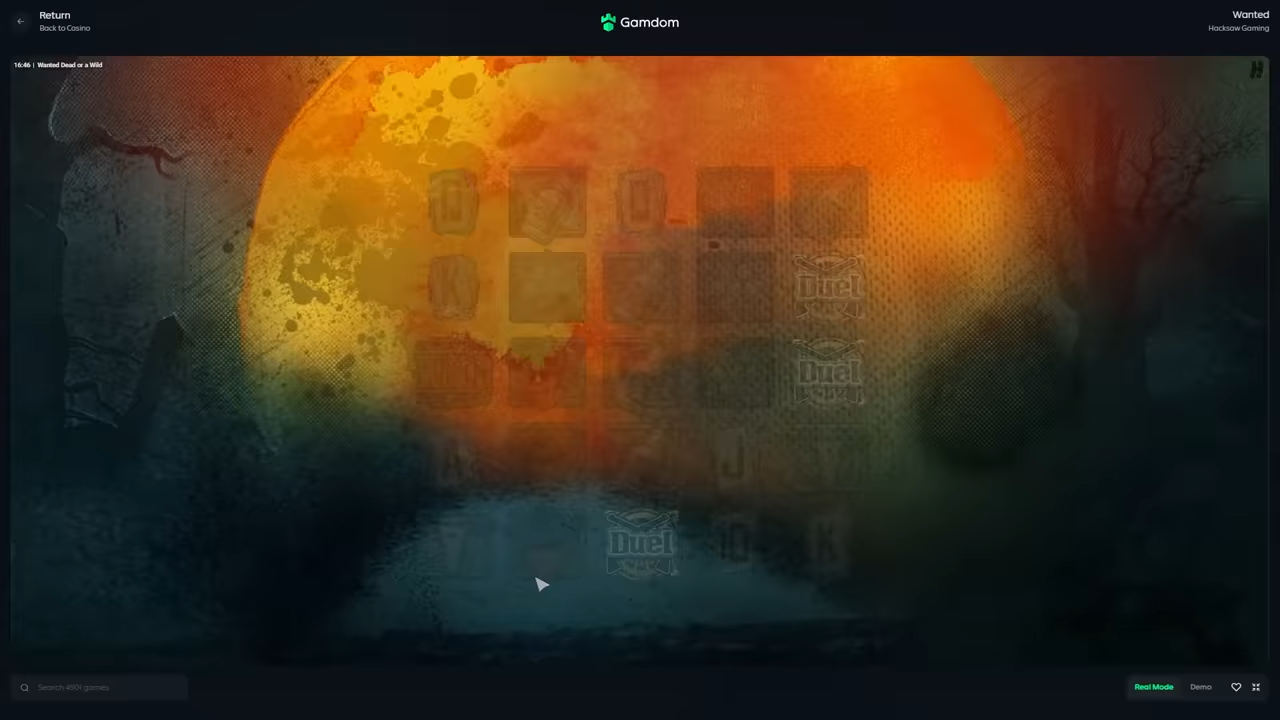 Return
Back to Casino
Gamdom
Wanted
Hacksaw Gaming
16:46 | Wanted Dead or a Wild
K
Duel
Duel
A
J
Duel
10
K
Search games
Real Mode
Demo